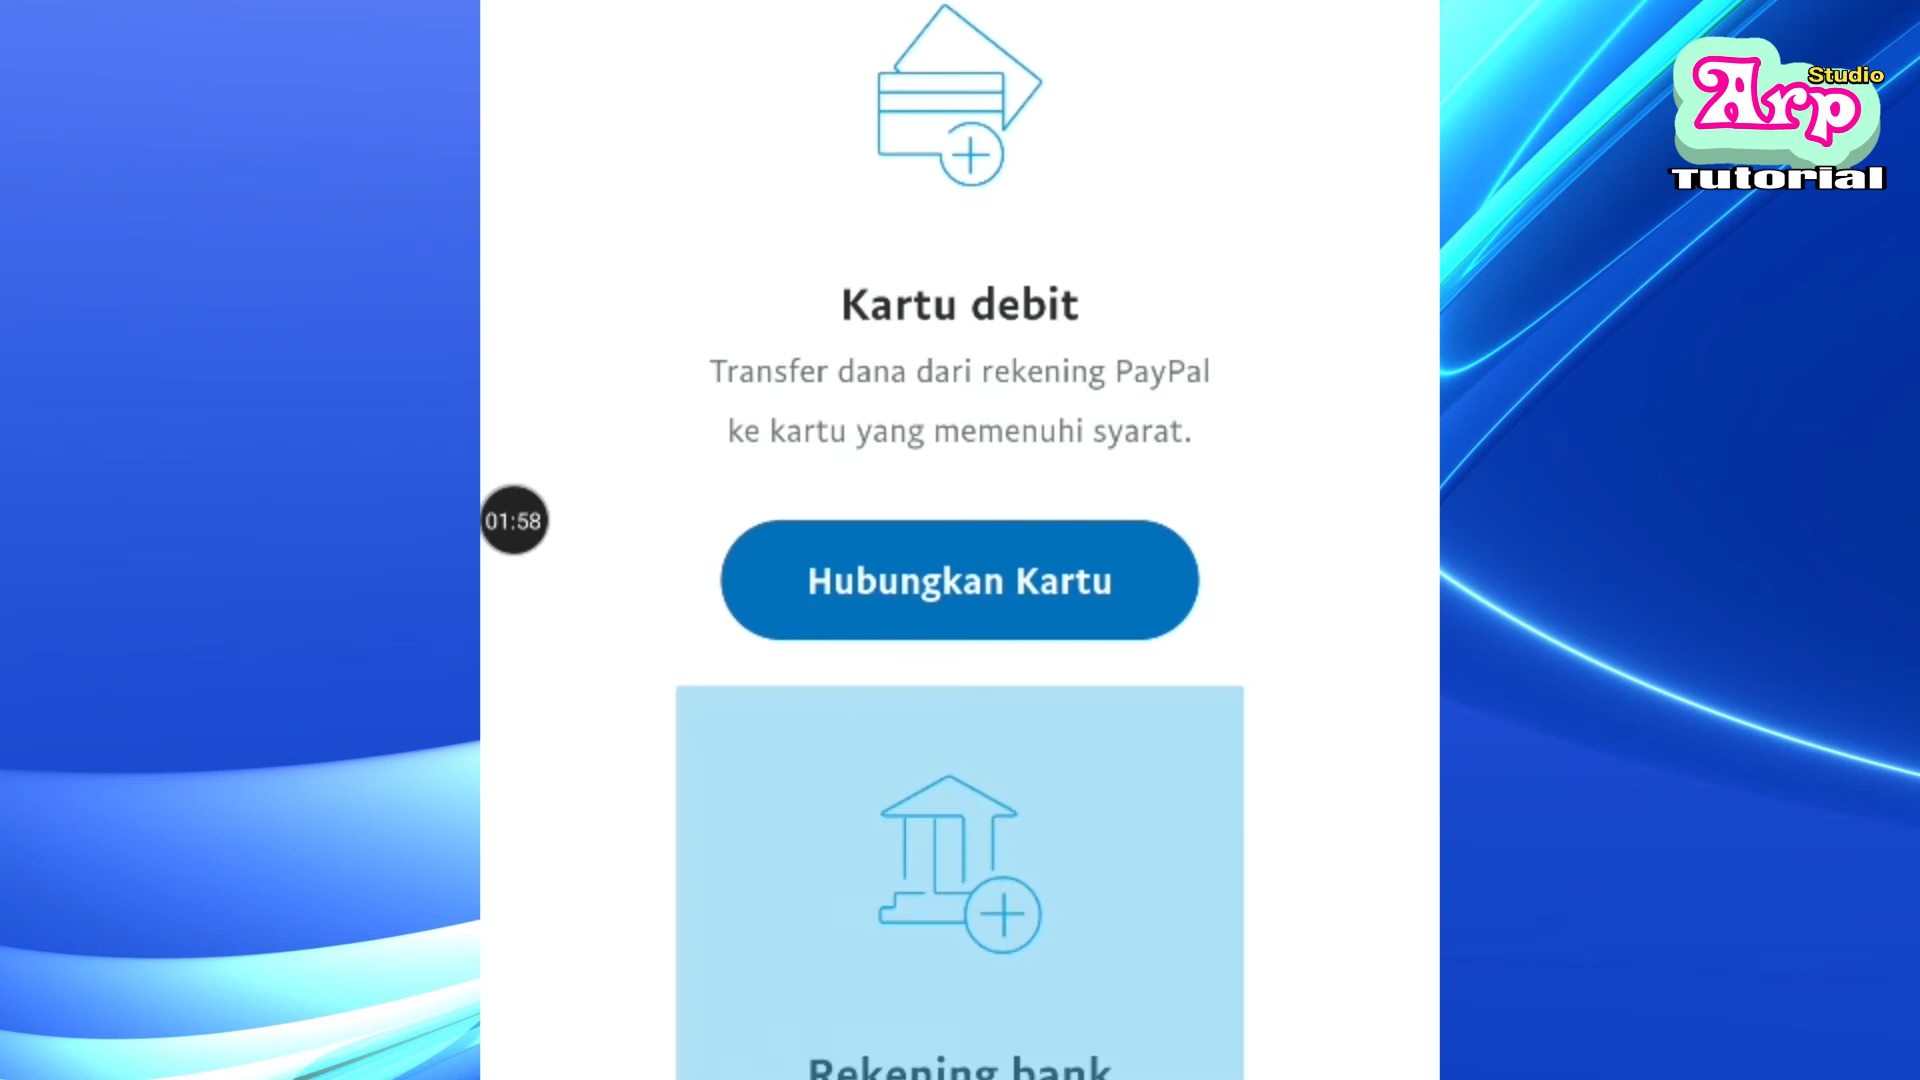 Studio
Arp
Tutorial
Kartu debit
Transfer dana dari rekening PayPal
ke kartu yang memenuhi syarat.
01:58
Hubungkan Kartu
Rekening bank